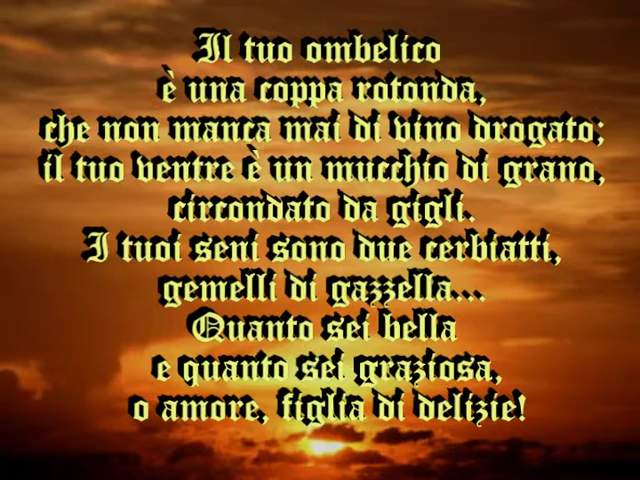 Il tuo ombelico
è una coppa rotonda,
che non manca mai di vino drogato;
il tuo ventre è un mucchio di grano,
circondato da gigli.
I tuoi seni sono due cerbiatti,
gemelli di gazzella...
Quanto sei bella
e quanto sei graziosa,
o amore, figlia di delizie!